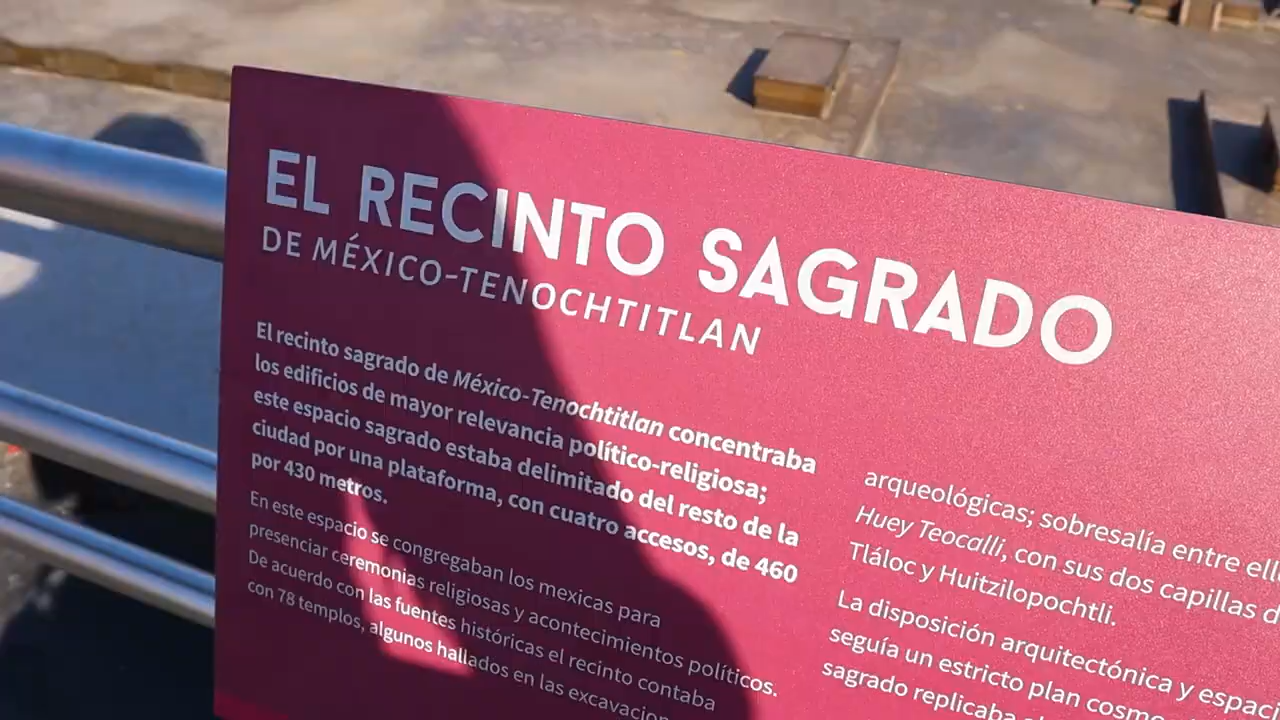 EL RECINTO SAGRADO
DE MÉXICO-TENOCHTITLAN
El recinto sagrado de México-Tenochtitlan concentraba
los edificios de mayor relevancia político-religiosa;
este espacio sagrado estaba delimitado del resto de la
ciudad por una plataforma, con cuatro accesos, de 460
por 430 metros.
En este espacio se congregaban los mexicas para
presenciar ceremonias religiosas y acontecimientos políticos.
De acuerdo con las fuentes históricas el recinto contaba
con 78 templos, algunos hallados en las excavacion
arqueológicas; sobresalía entre ell
Huey Teocalli, con sus dos capillas d
Tláloc y Huitzilopochtli.
La disposición arquitectónica y espaci
seguía un estricto plan cosm
sagrado replicaba